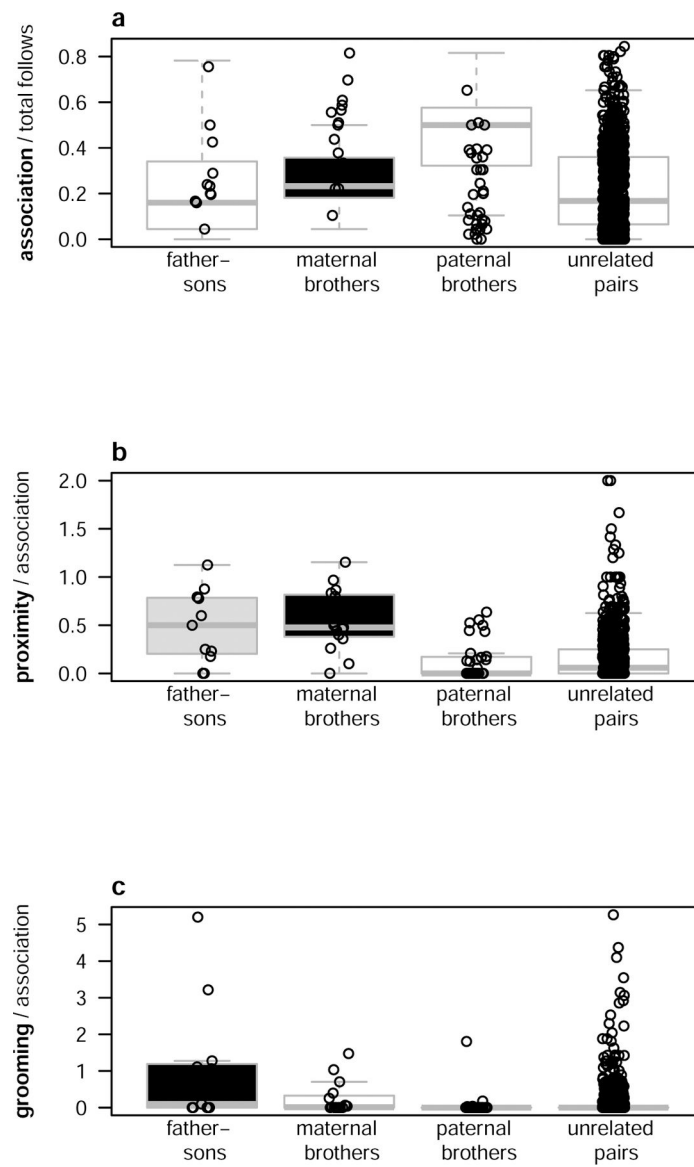 a
association / total follows
0.8
0.6
0.4
0.2
0.0
father–
sons
maternal
brothers
paternal
brothers
unrelated
pairs
b
proximity / association
2.0
1.5
1.0
0.5
0.0
father–
sons
maternal
brothers
paternal
brothers
unrelated
pairs
c
grooming / association
5
4
3
2
1
0
father–
sons
maternal
brothers
paternal
brothers
unrelated
pairs